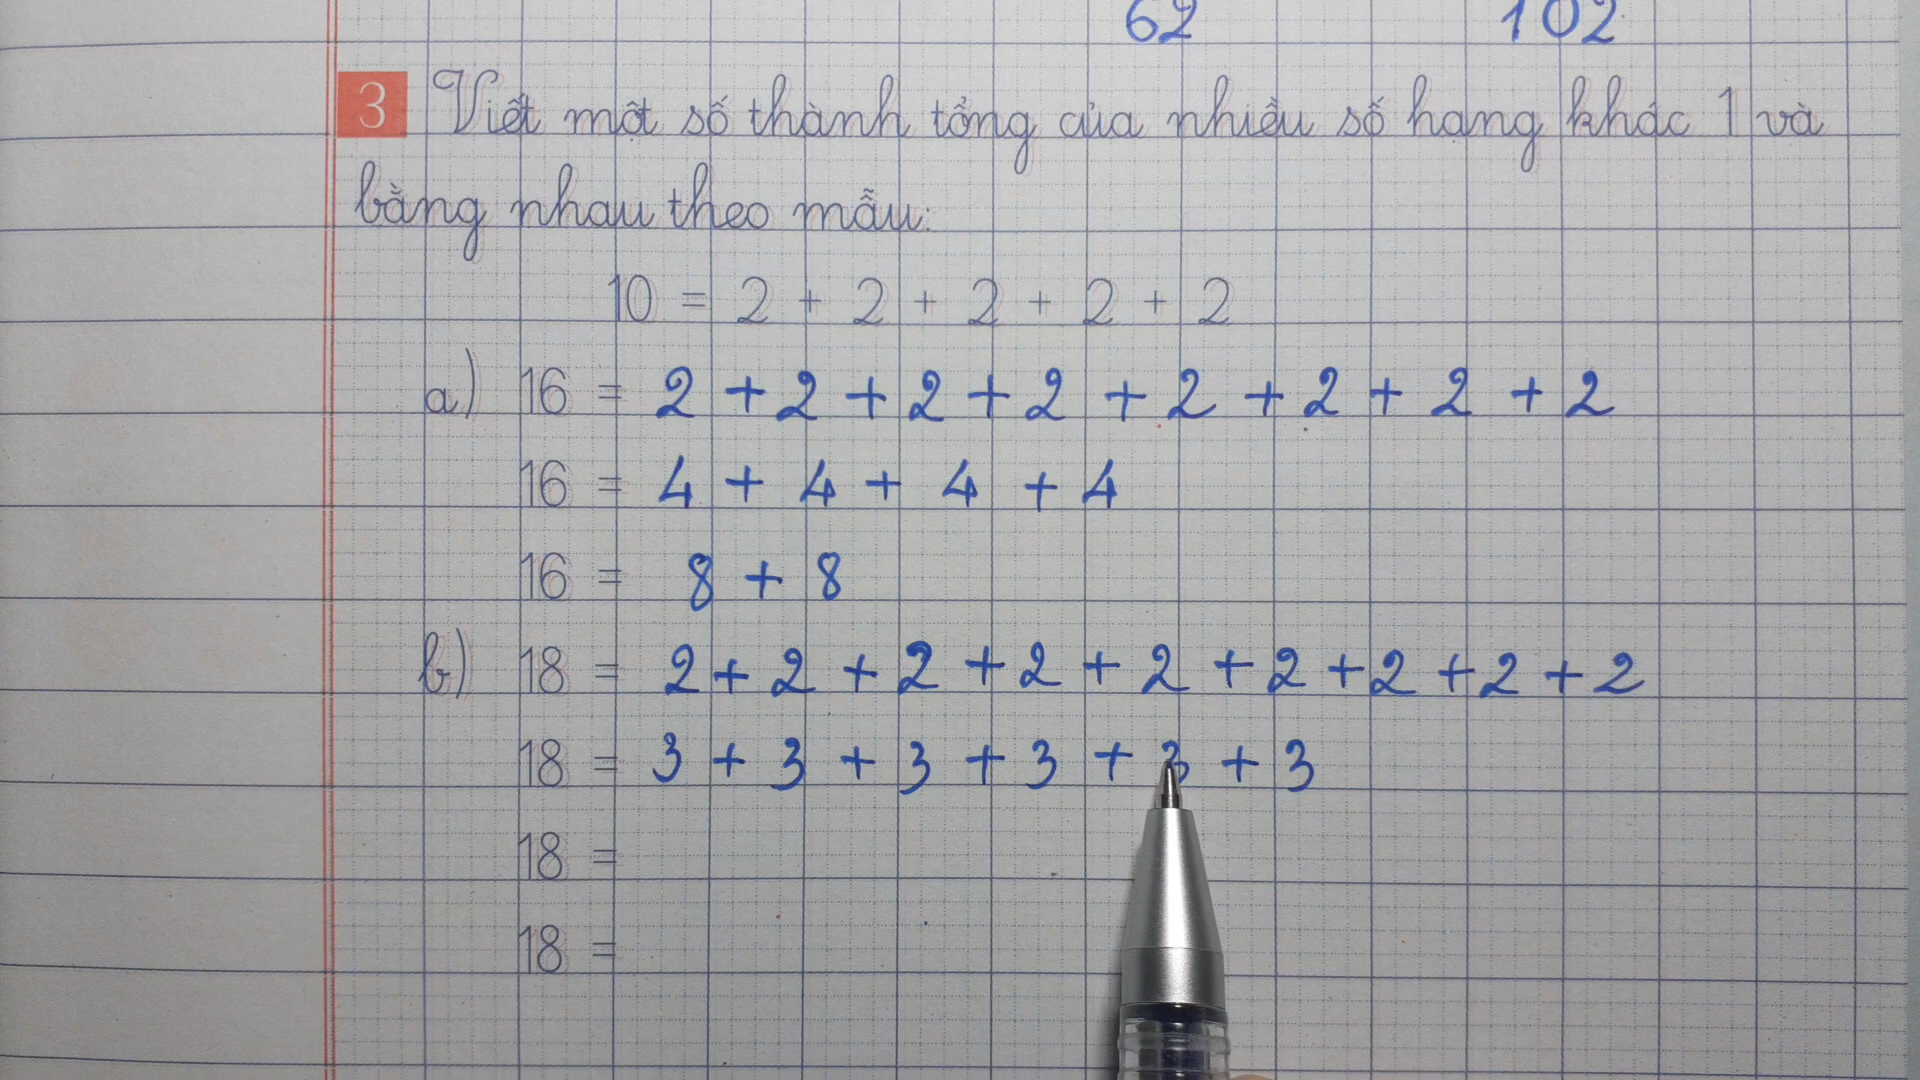 62 102
3 Viết một số thành tổng của nhiều số hạng khác 1 và
bằng nhau theo mẫu:
10 = 2 + 2 + 2 + 2 + 2
a) 16 = 2 + 2 + 2 + 2 + 2 + 2 + 2 + 2
16 = 4 + 4 + 4 + 4
16 = 8 + 8
b) 18 = 2 + 2 + 2 + 2 + 2 + 2 + 2 + 2 + 2
18 = 3 + 3 + 3 + 3 + 3 + 3
18 =
18 =